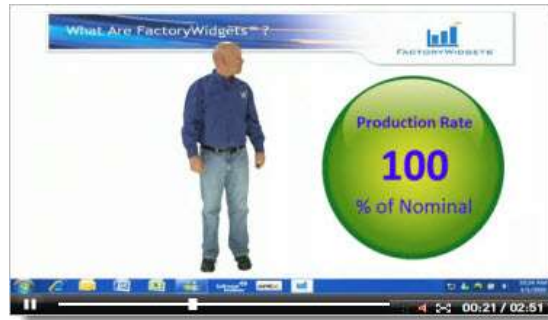 What Are FactoryWidgets™ ?
FACTORYWIDGETS
Production Rate
100
% of Nominal
00:21 / 02:51